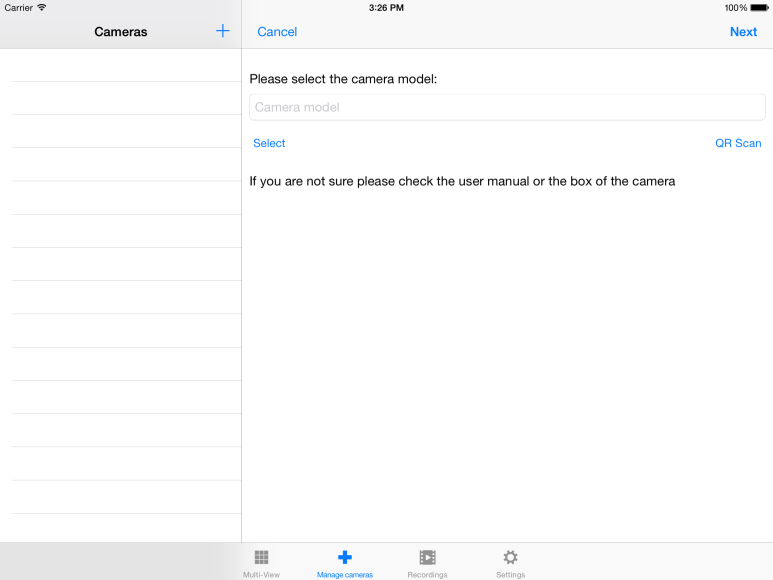 Carrier 3:26 PM 100%
Cameras + Cancel Next
Please select the camera model:
Camera model
Select QR Scan
If you are not sure please check the user manual or the box of the camera
Multi-View Manage cameras Recordings Settings